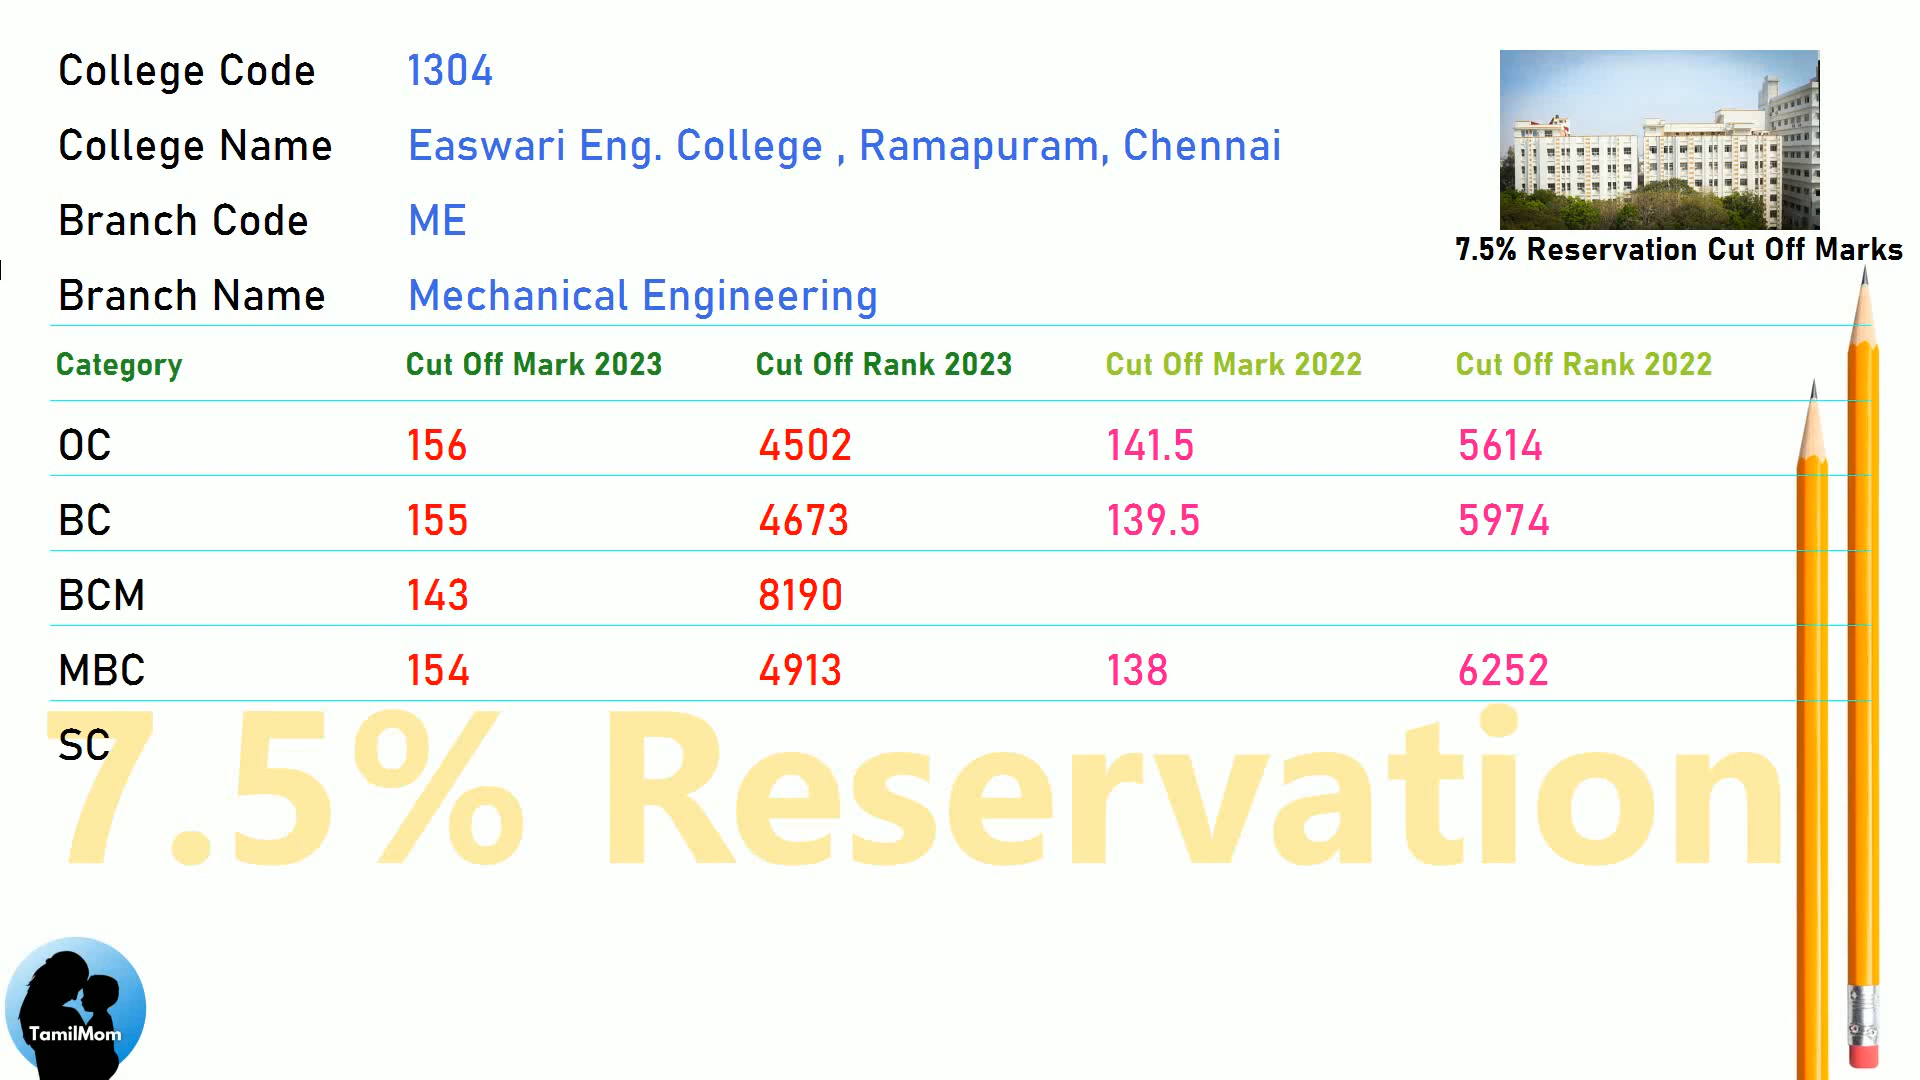 College Code 1304
College Name Easwari Eng. College , Ramapuram, Chennai
Branch Code ME
7.5% Reservation Cut Off Marks
Branch Name Mechanical Engineering
Category Cut Off Mark 2023 Cut Off Rank 2023 Cut Off Mark 2022 Cut Off Rank 2022
OC 156 4502 141.5 5614
BC 155 4673 139.5 5974
BCM 143 8190
MBC 154 4913 138 6252
SC
7.5% Reservation
TamilMom